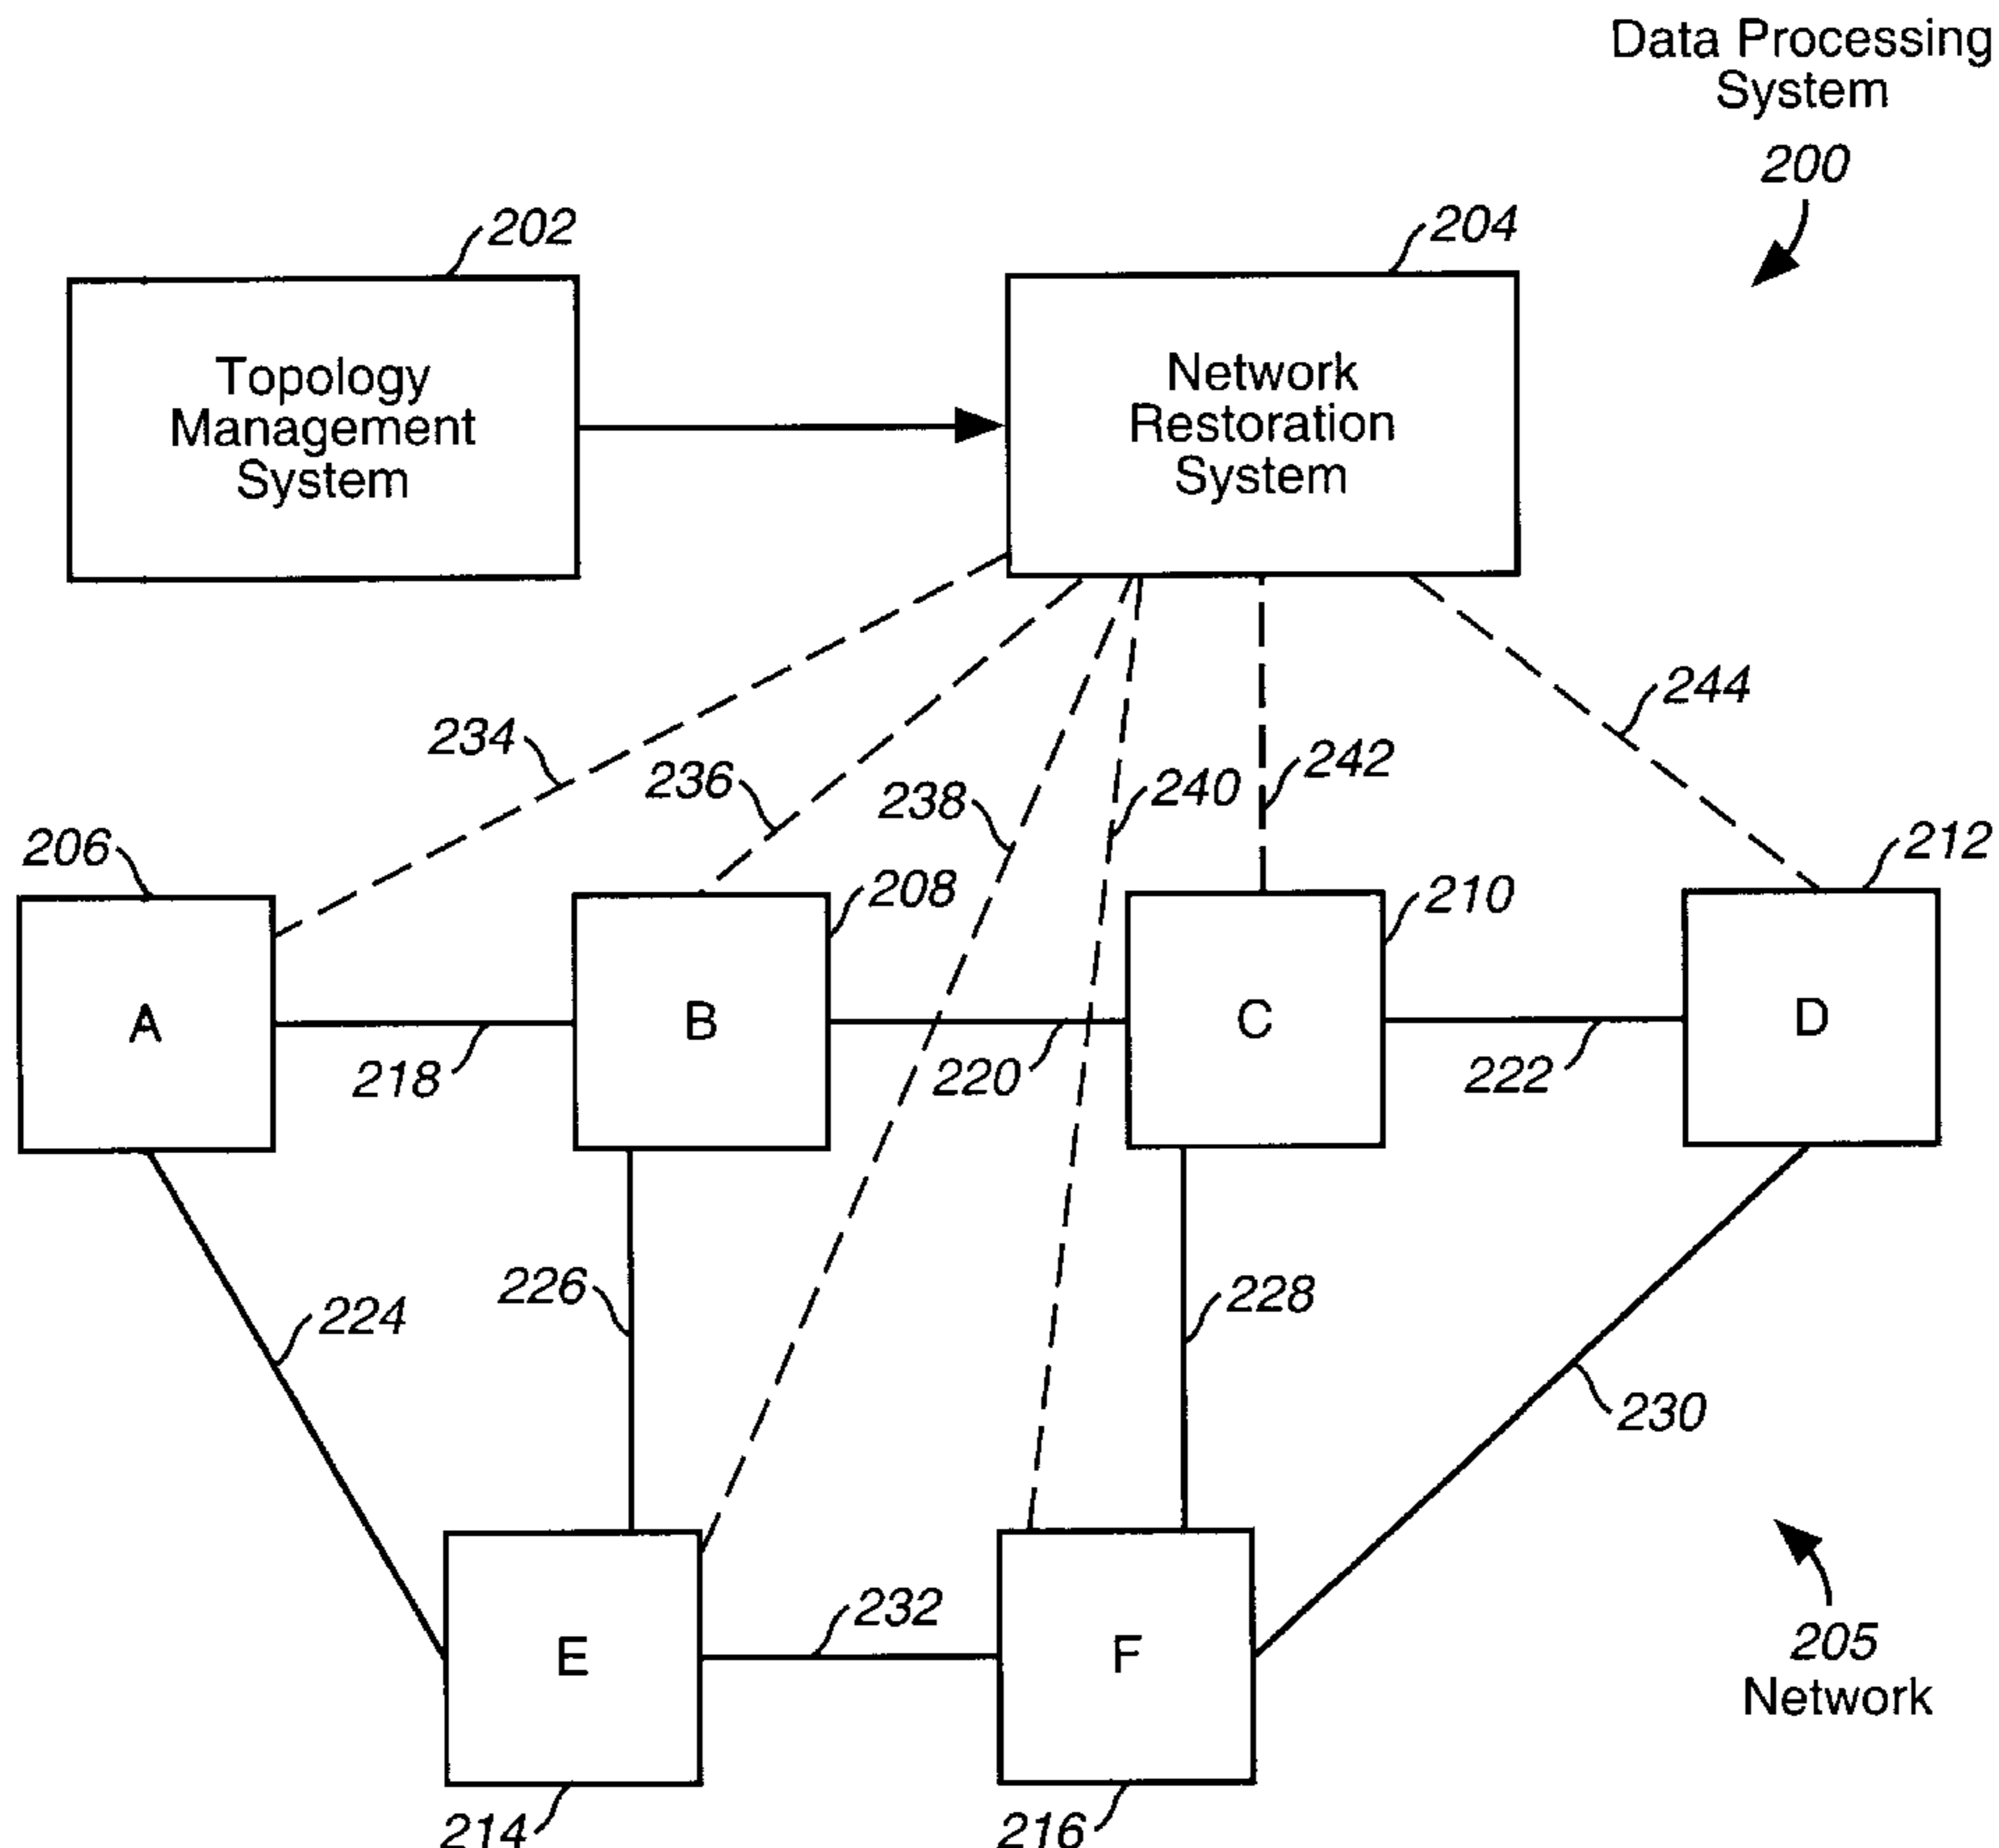 Data Processing
System
200
202
204
Topology
Management
System
Network
Restoration
System
234
236
238
240
242
244
206
208
210
212
A
B
C
D
218
220
222
224
226
228
230
232
E
F
205
Network
214
216